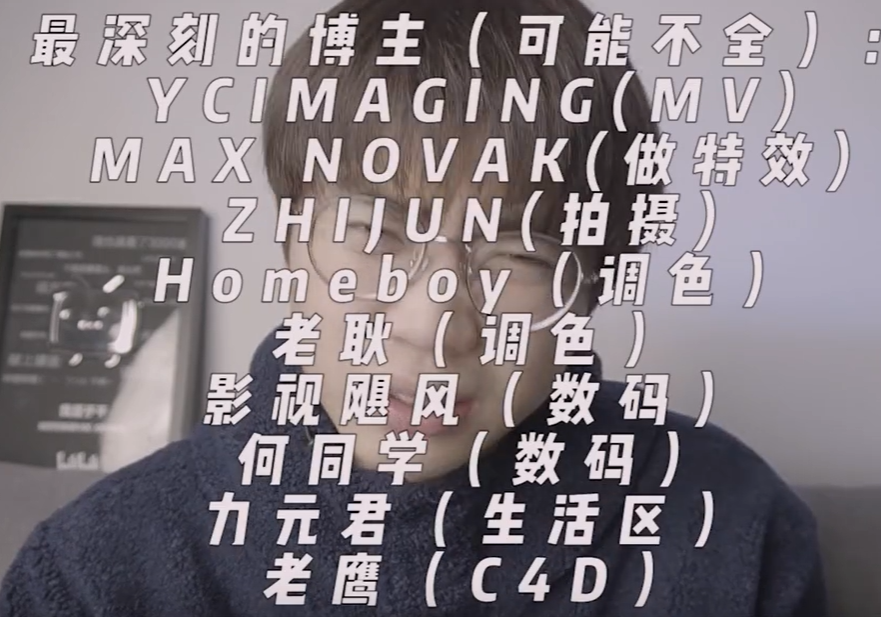 最深刻的博主（可能不全）：
YCIMAGING(MV)
MAX NOVAK(做特效)
ZHIJUN(拍摄)
Homeboy（调色）
老耿（调色）
影视飓风（数码）
何同学（数码）
力元君（生活区）
老鹰（C4D）